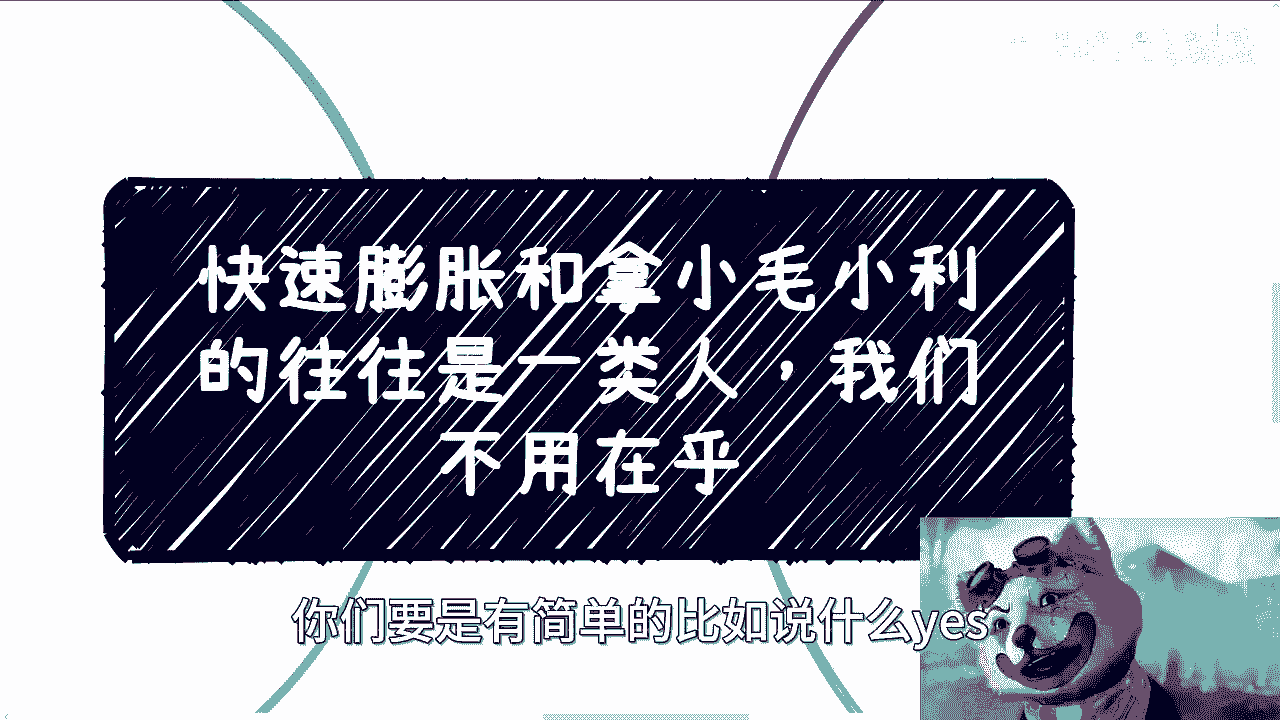 快速膨胀和拿小毛小利
的往往是一类人，我们
不用在乎
你们要是有简单的比如说什么yes